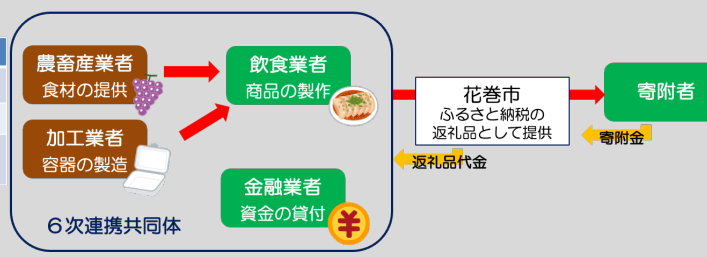 農畜産業者
食材の提供
加工業者
容器の製造
飲食業者
商品の製作
金融業者
資金の貸付
¥
6次連携共同体
花巻市
ふるさと納税の
返礼品として提供
返礼品代金
寄附者
寄附金